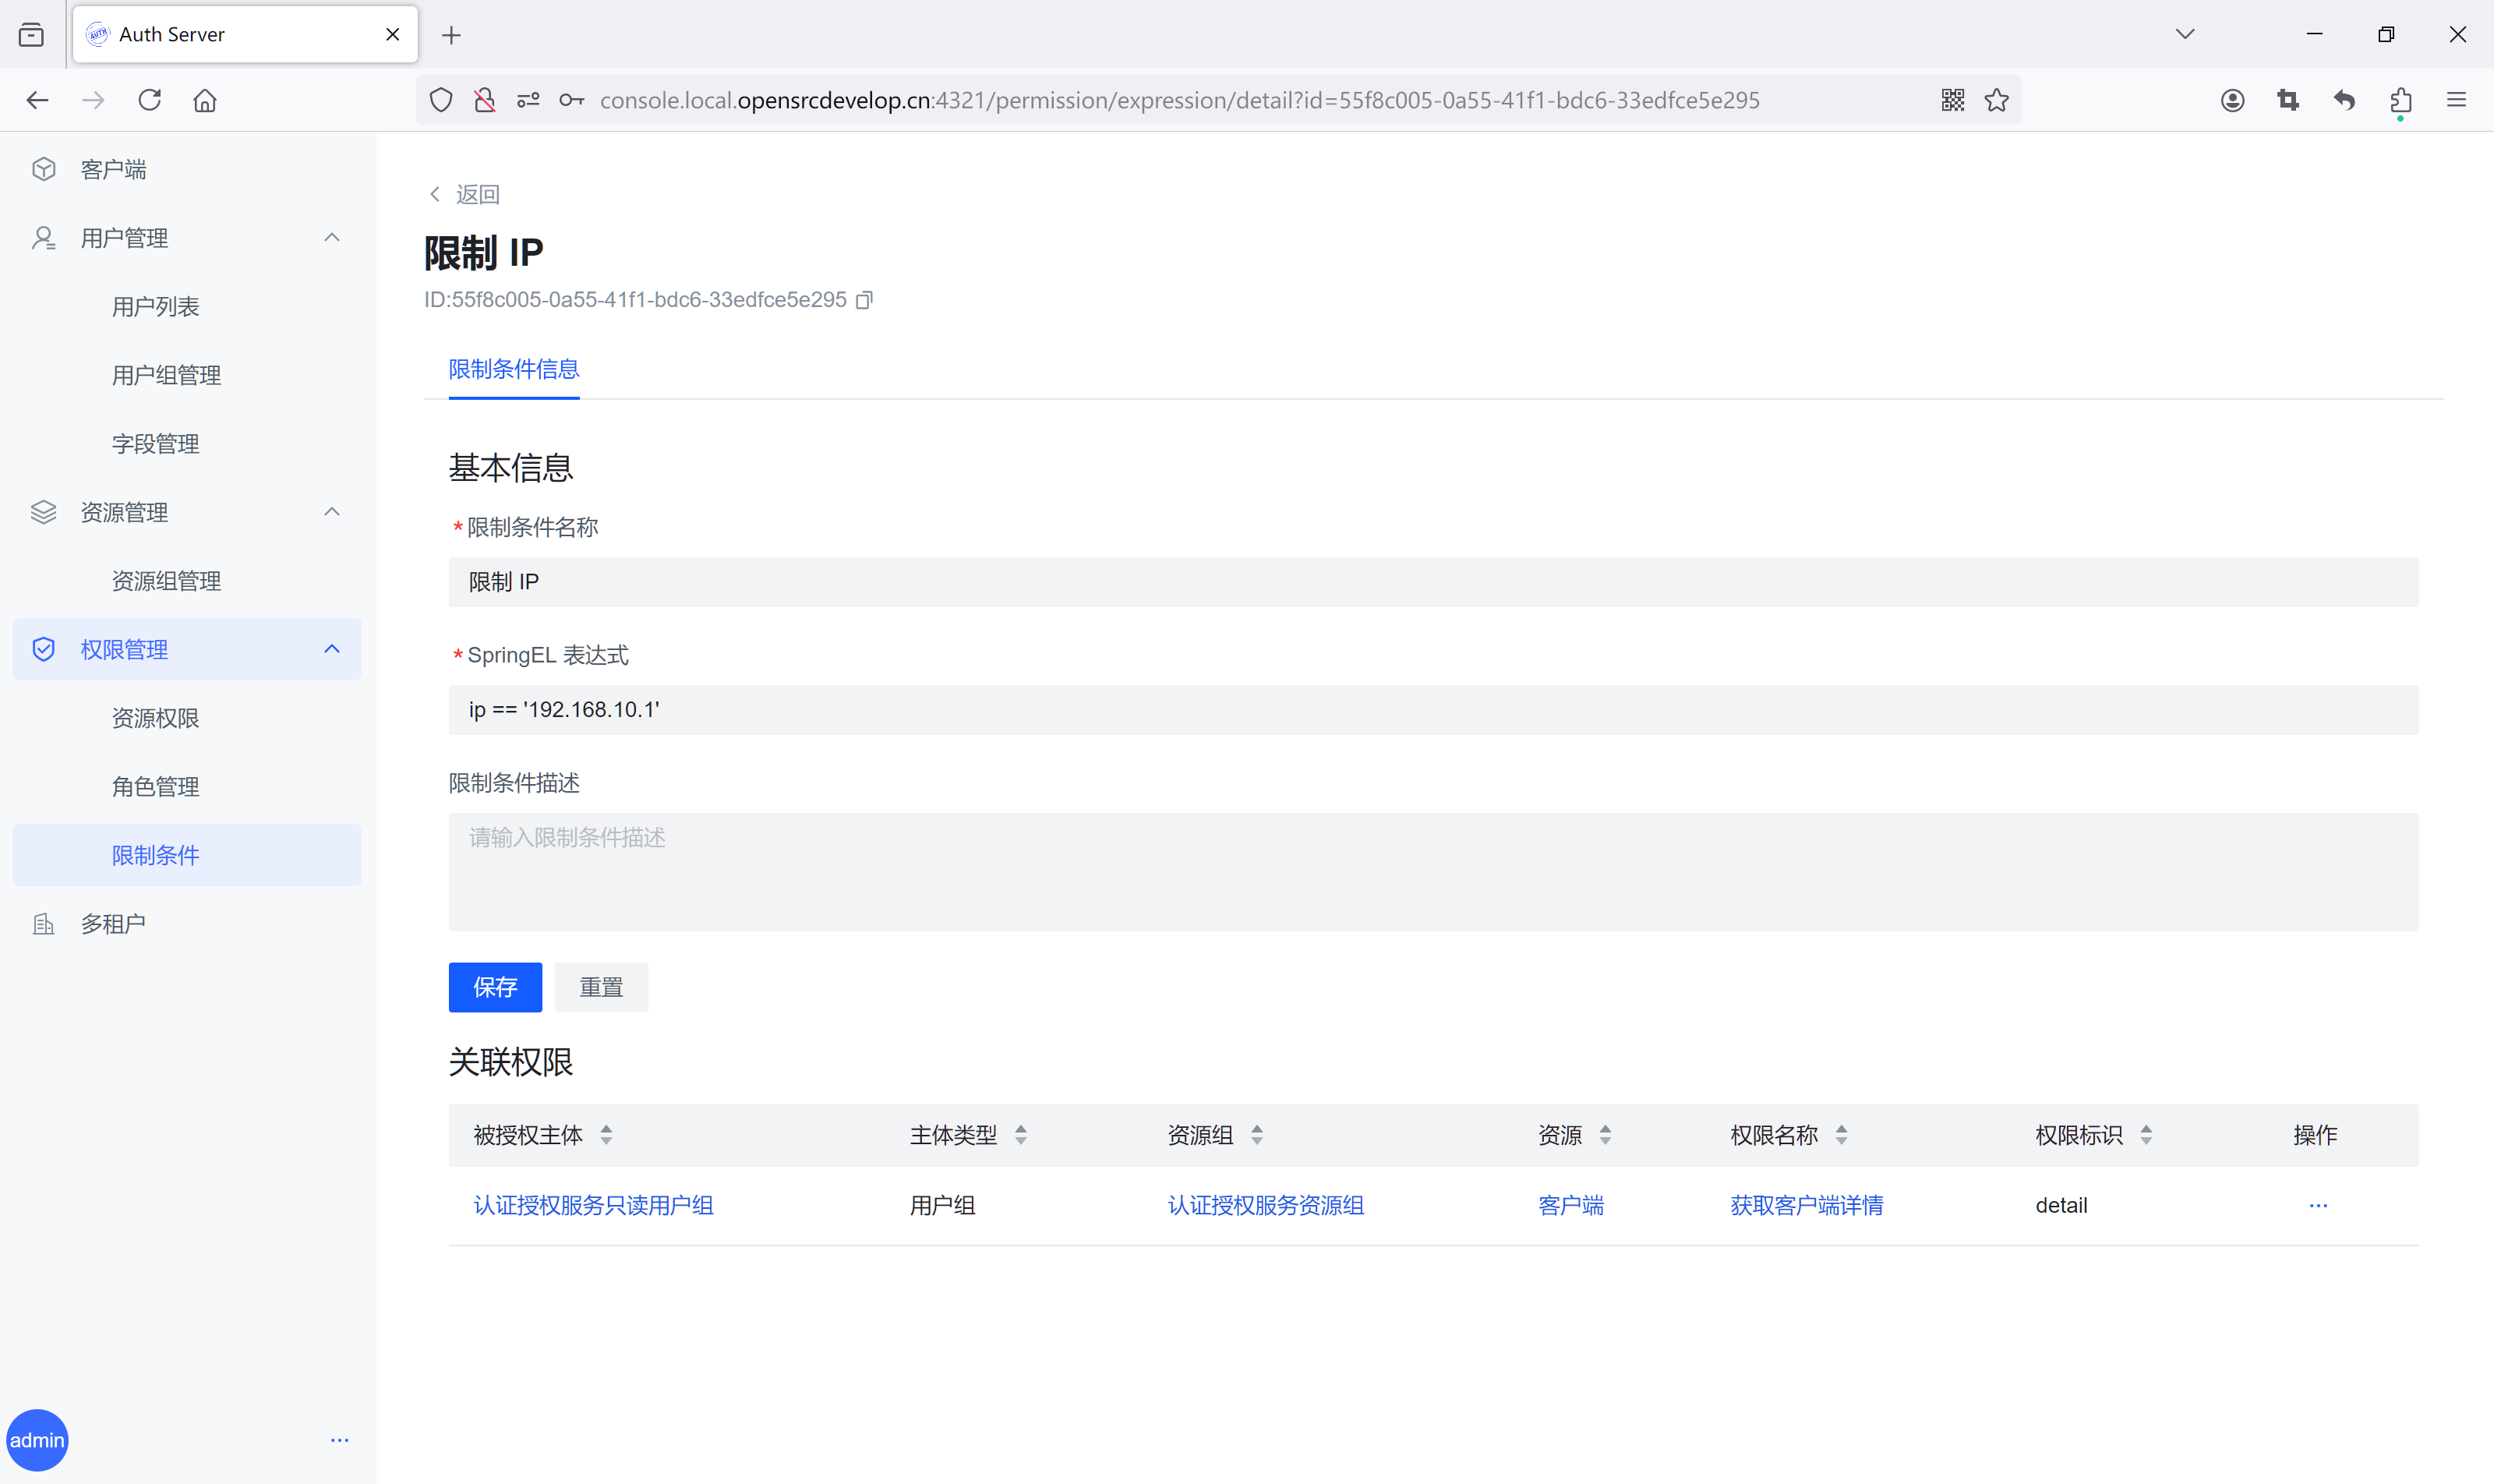 Auth Server
console.local.opensrcdevelop.cn:4321/permission/expression/detail?id=55f8c005-0a55-41f1-bdc6-33edfce5e295
客户端
用户管理
用户列表
用户组管理
字段管理
资源管理
资源组管理
权限管理
资源权限
角色管理
限制条件
多租户
admin
返回
限制 IP
ID:55f8c005-0a55-41f1-bdc6-33edfce5e295
限制条件信息
基本信息
*限制条件名称
限制 IP
*SpringEL 表达式
ip == '192.168.10.1'
限制条件描述
请输入限制条件描述
保存 重置
关联权限
被授权主体 主体类型 资源组 资源 权限名称 权限标识 操作
认证授权服务只读用户组 用户组 认证授权服务资源组 客户端 获取客户端详情 detail ...